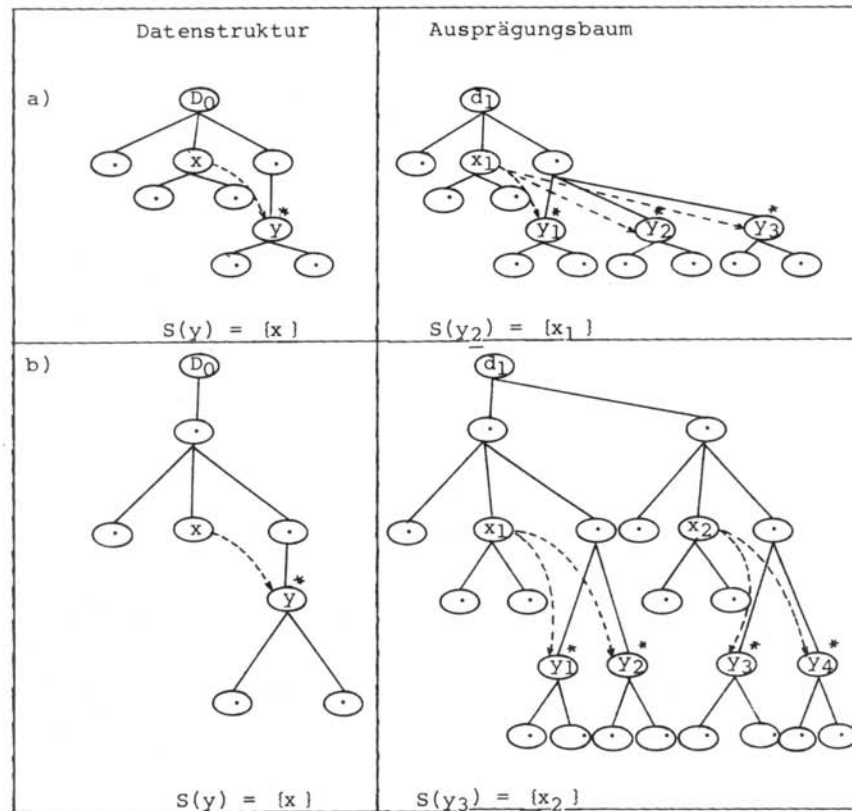 Datenstruktur
Ausprägungsbaum
a)
D0
x
y*
S(y) = {x}
d1
x1
y1* y2* y3*
S(y2) = {x1}
b)
D0
x
y*
S(y) = {x}
d1
x1 x2
y1* y2* y3* y4*
S(y3) = {x2}